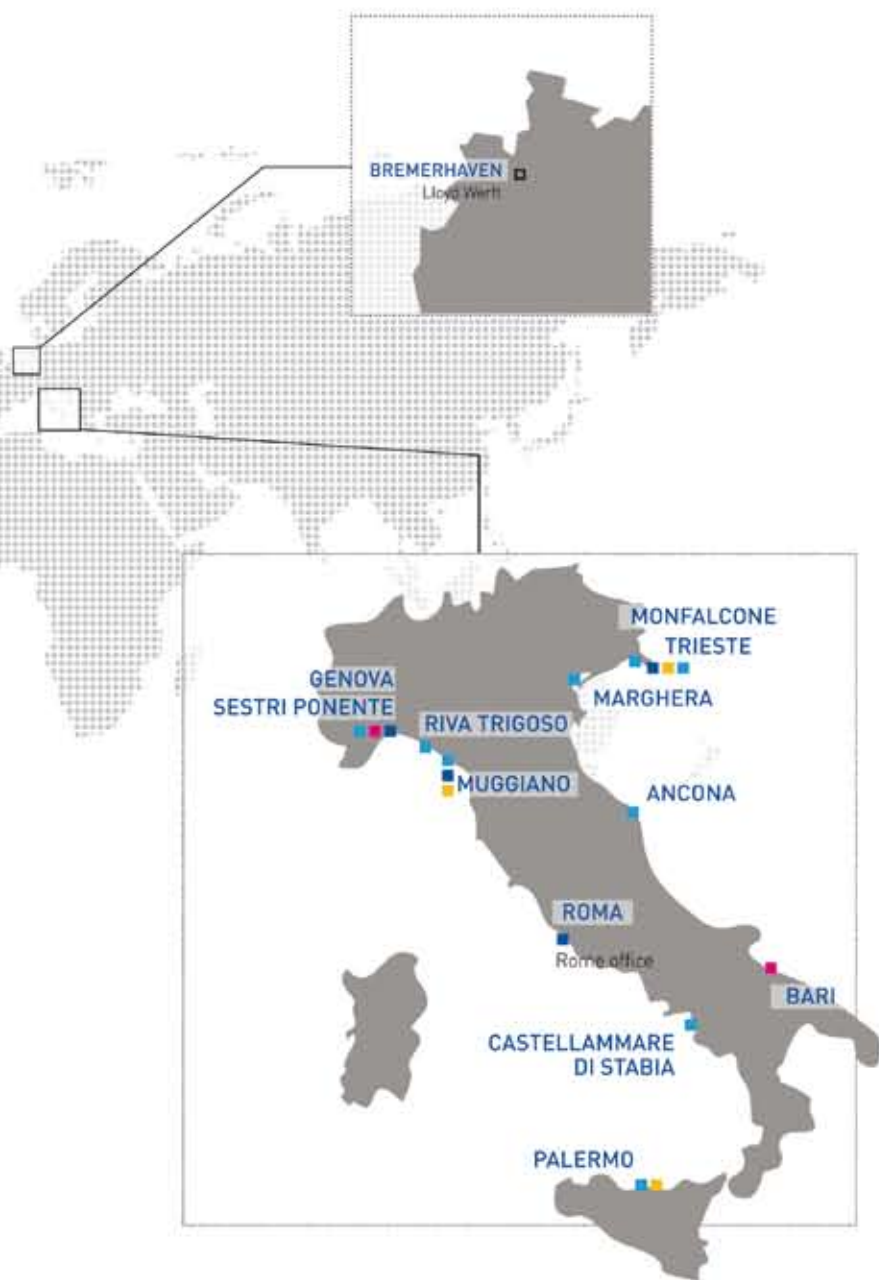 BREMERHAVEN
Lloyd Werft
MONFALCONE
TRIESTE
GENOVA
SESTRI PONENTE
MARGHERA
RIVA TRIGOSO
MUGGIANO
ANCONA
ROMA
Rome office
BARI
CASTELLAMMARE
DI STABIA
PALERMO